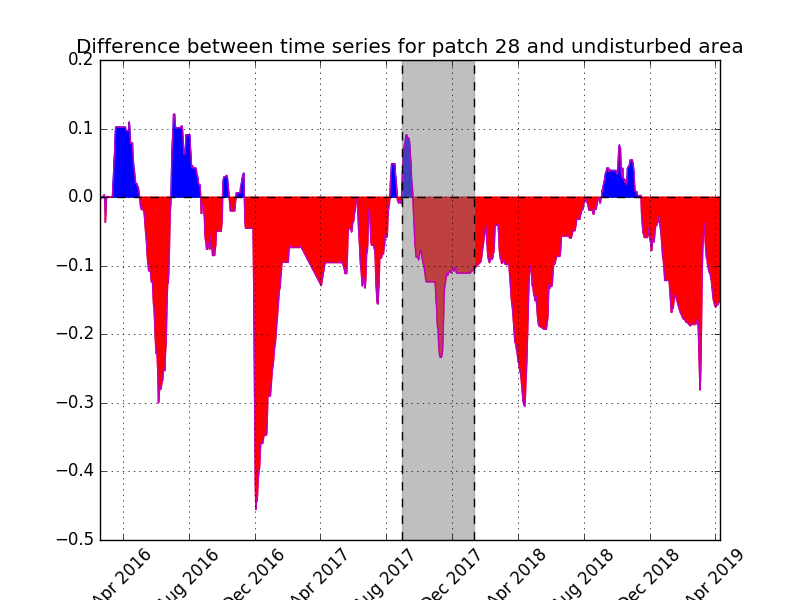 Difference between time series for patch 28 and undisturbed area
0.2
0.1
0.0
−0.1
−0.2
−0.3
−0.4
−0.5
Apr 2016
Aug 2016
Dec 2016
Apr 2017
Aug 2017
Dec 2017
Apr 2018
Aug 2018
Dec 2018
Apr 2019